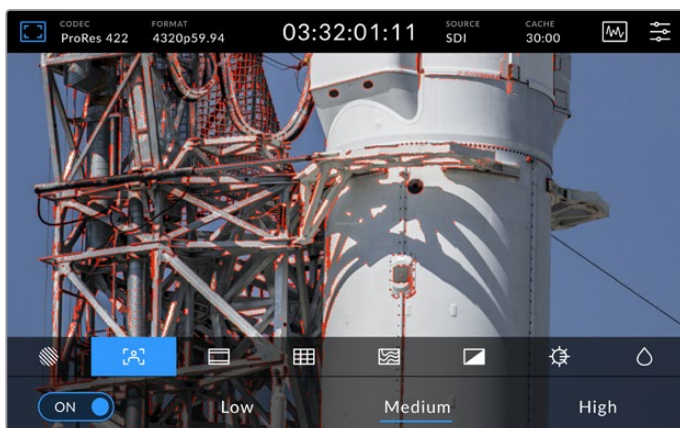 CODEC
ProRes 422
FORMAT
4320p59.94
03:32:01:11
SOURCE
SDI
CACHE
30:00
ON
Low
Medium
High